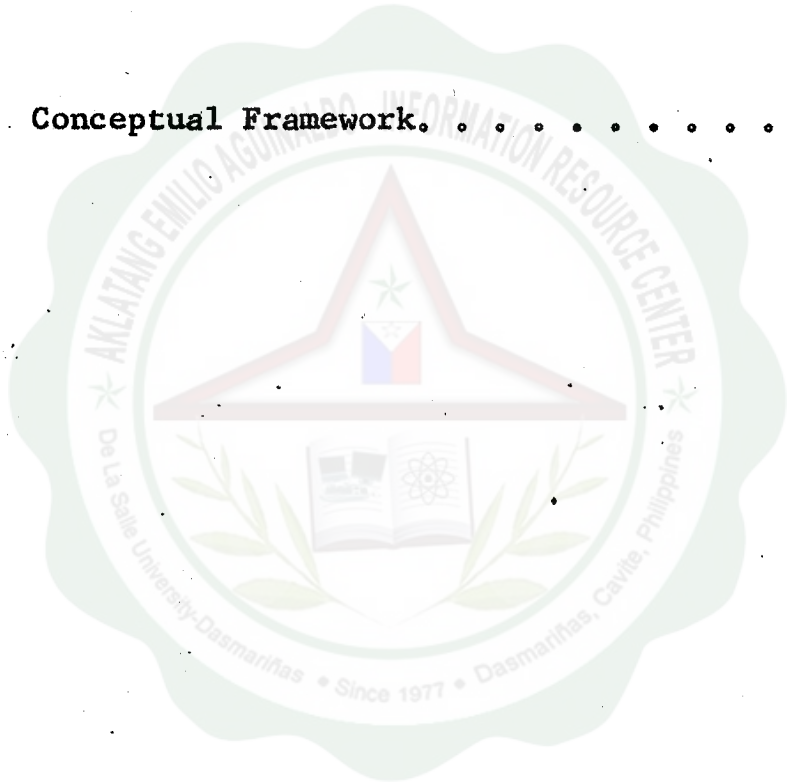 Conceptual Framework. . . . . . . . . .
AKLATANG EMILIO AGUINALDO - INFORMATION RESOURCE CENTER
De La Salle University-Dasmariñas • Since 1977 • Dasmariñas, Cavite, Philippines